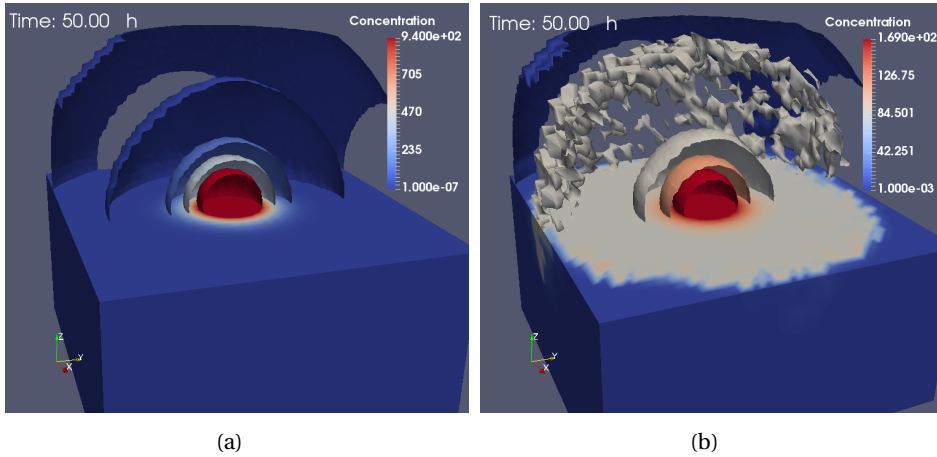 Time: 50.00 h
Concentration
9.400e+02
705
470
235
1.000e-07
Z
Y
X
(a)
Time: 50.00 h
Concentration
1.690e+02
126.75
84.501
42.251
1.000e-03
Z
Y
X
(b)